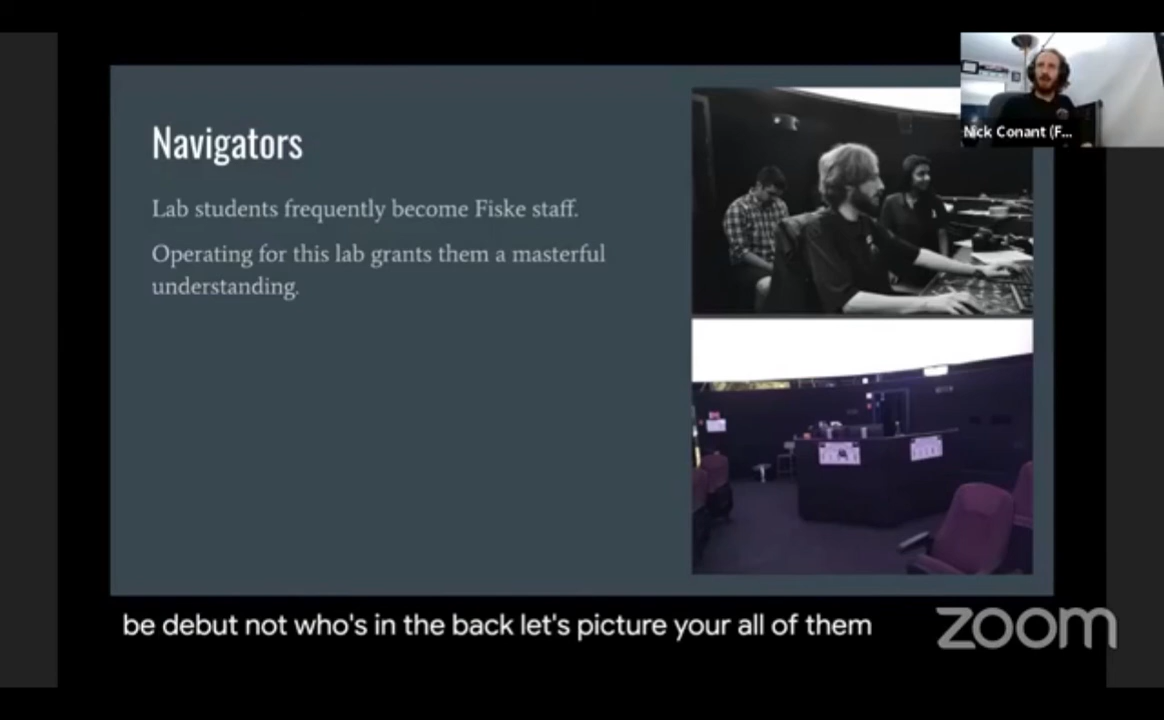 Navigators
Lab students frequently become Fiske staff.
Operating for this lab grants them a masterful
understanding.
Nick Conant (F...
be debut not who's in the back let's picture your all of them
zoom